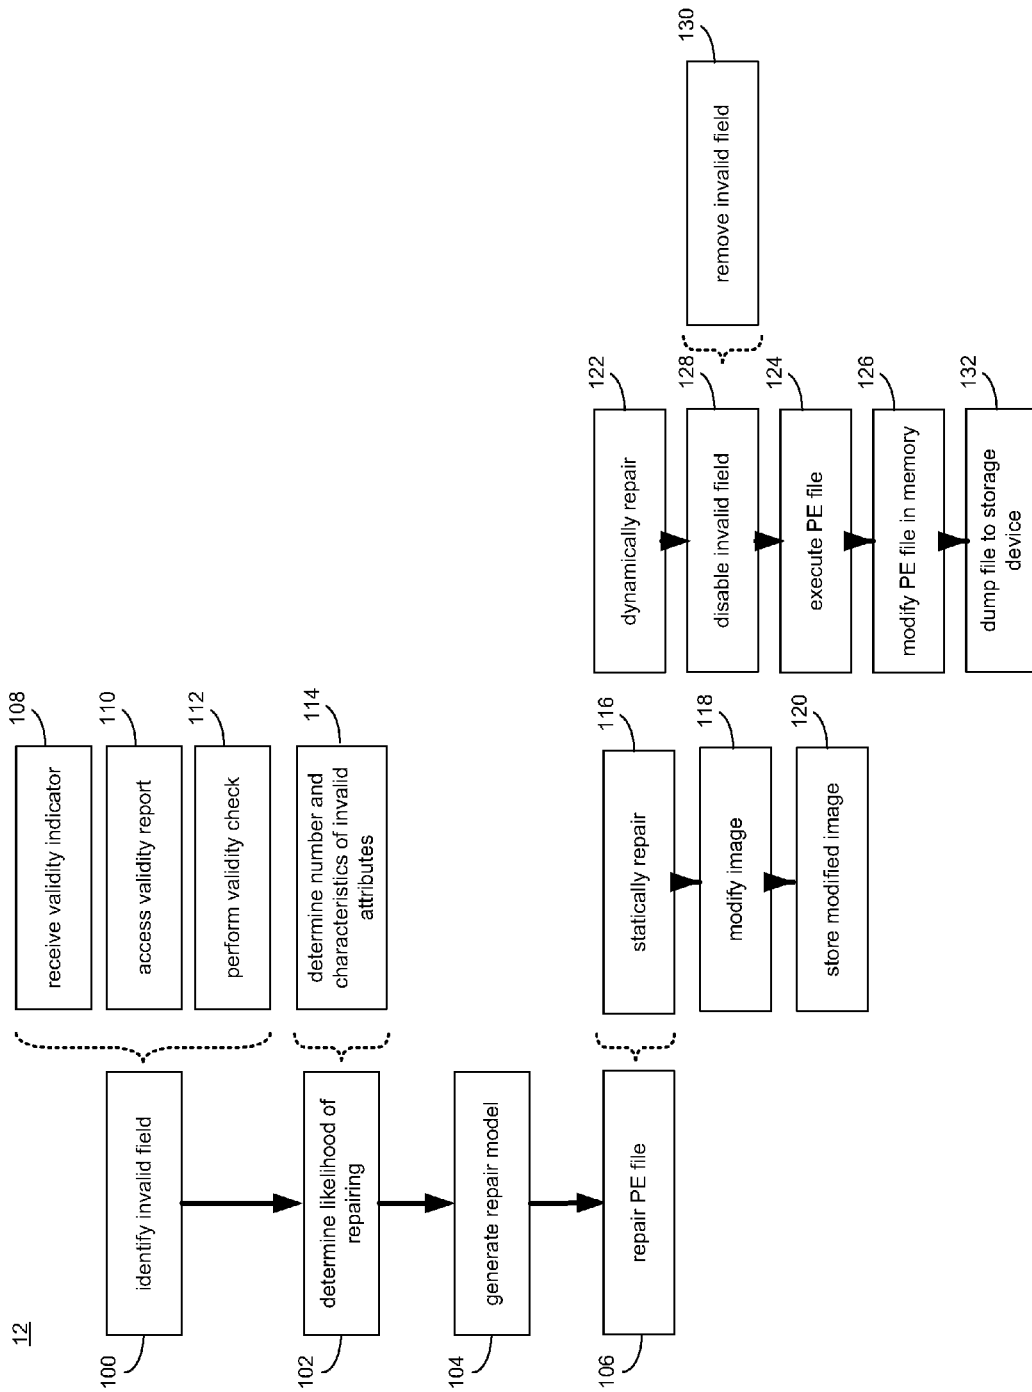 12
100
identify invalid field
102
determine likelihood of
repairing
104
generate repair model
106
repair PE file
108
receive validity indicator
110
access validity report
112
perform validity check
114
determine number and
characteristics of invalid
attributes
116
statically repair
118
modify image
120
store modified image
122
dynamically repair
128
disable invalid field
124
execute PE file
126
modify PE file in memory
132
dump file to storage
device
130
remove invalid field